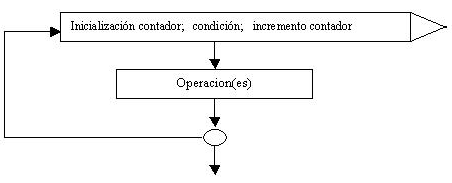 Inicialización contador; condición; incremento contador
Operacion(es)